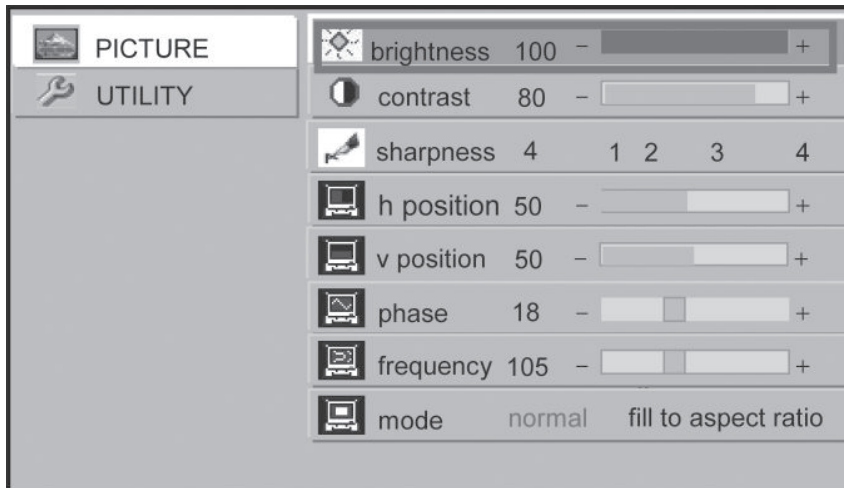 PICTURE
UTILITY
brightness 100 - +
contrast 80 - +
sharpness 4 1 2 3 4
h position 50 - +
v position 50 - +
phase 18 - +
frequency 105 - +
mode normal fill to aspect ratio